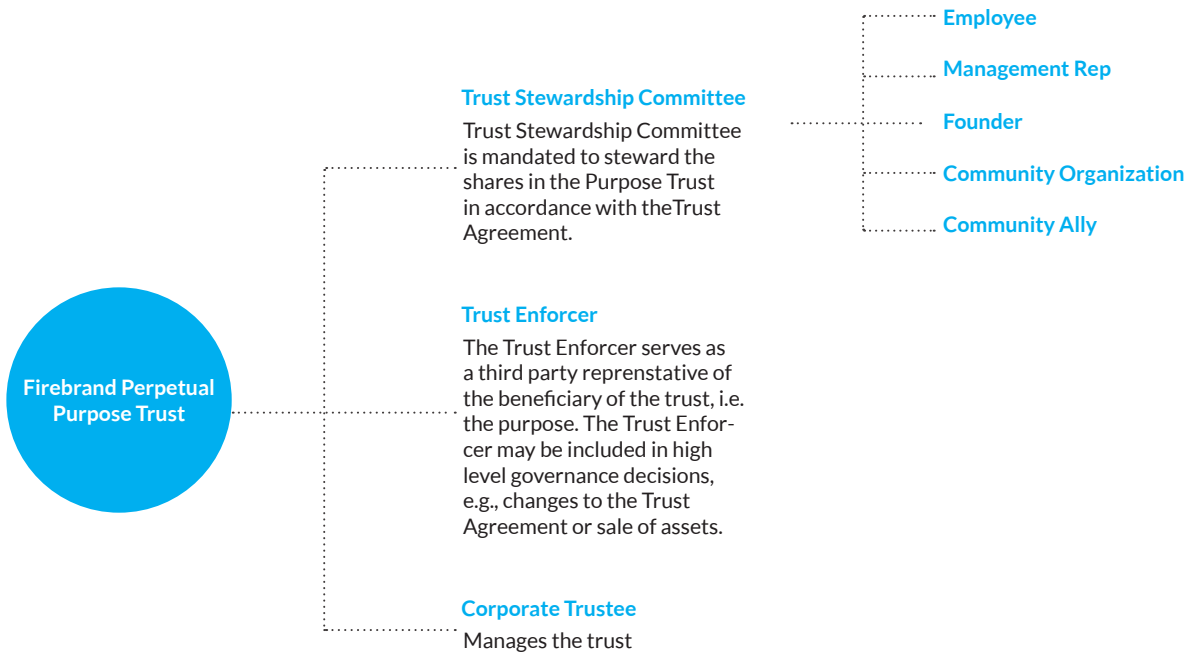 Firebrand Perpetual
Purpose Trust
Trust Stewardship Committee
Trust Stewardship Committee
is mandated to steward the
shares in the Purpose Trust
in accordance with theTrust
Agreement.
Employee
Management Rep
Founder
Community Organization
Community Ally
Trust Enforcer
The Trust Enforcer serves as
a third party reprenstative of
the beneficiary of the trust, i.e.
the purpose. The Trust Enfor-
cer may be included in high
level governance decisions,
e.g., changes to the Trust
Agreement or sale of assets.
Corporate Trustee
Manages the trust